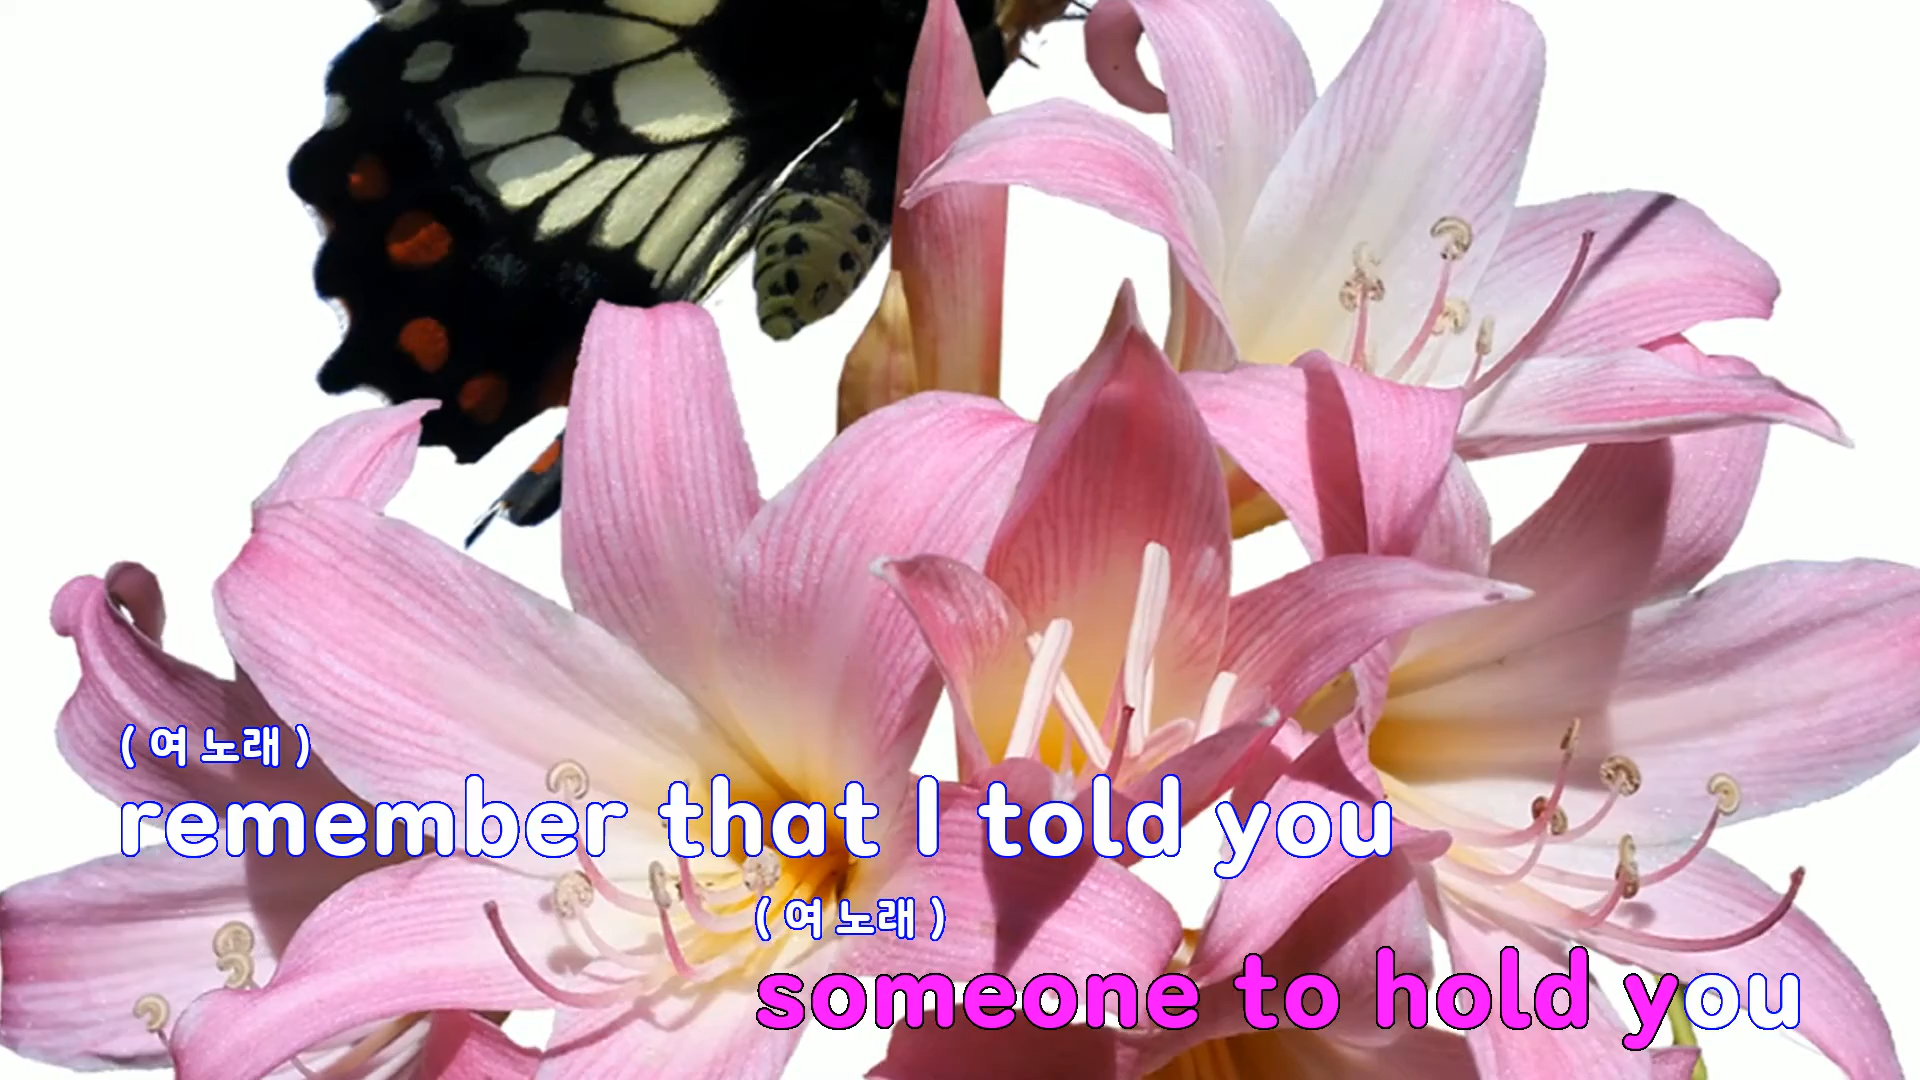 ( 여 노래 )
remember that I told you
( 여 노래 )
someone to hold you